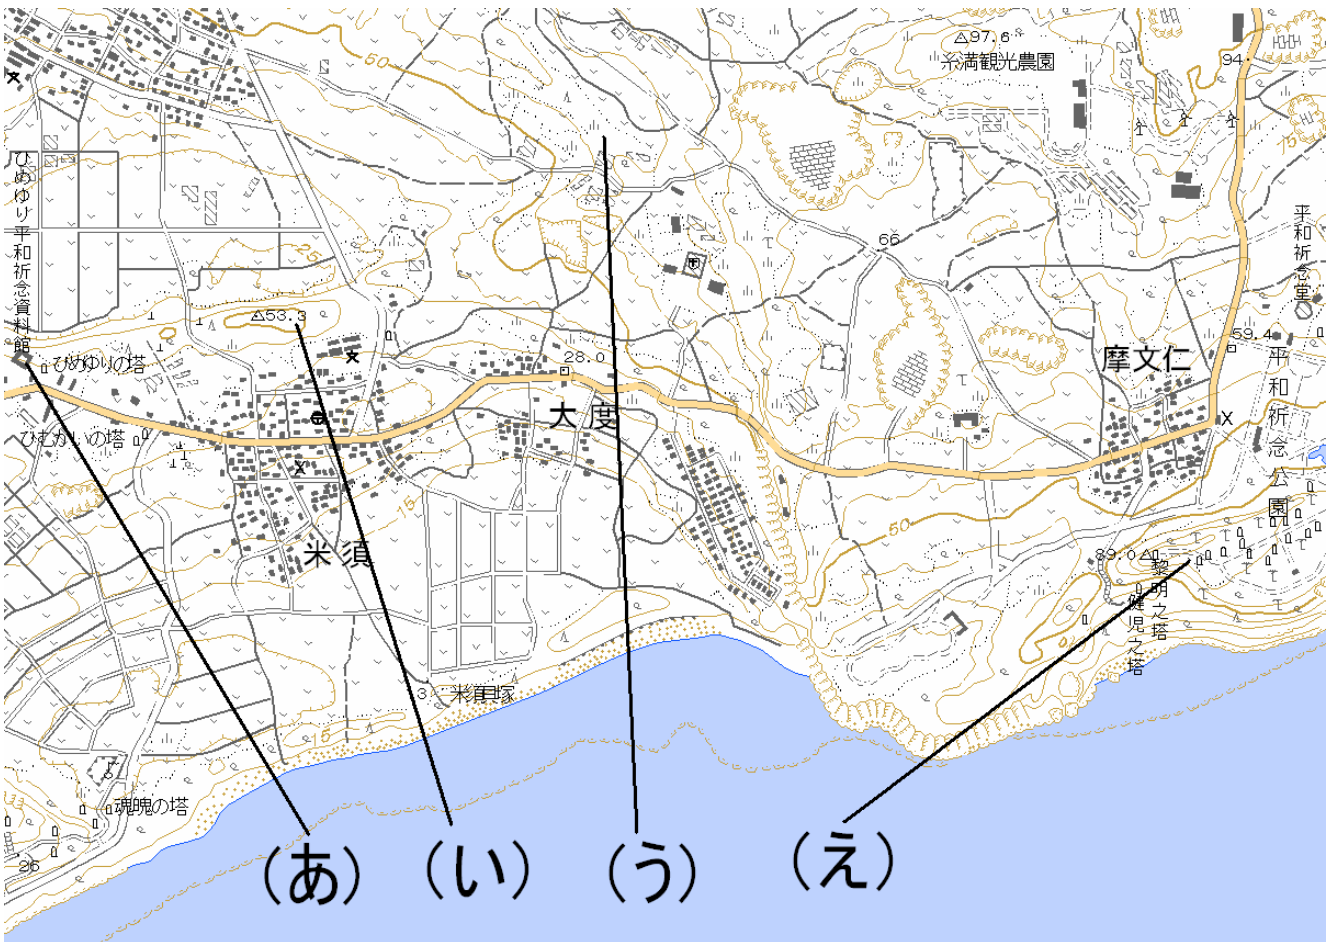 97.6
糸満観光農園
94
50
75
ひめゆり平和祈念資料館
平和祈念堂
66
25
53.3
59.4
ひめゆりの塔
28.0
摩文仁
平和祈念公園
大度
ひむかいの塔
15
50
米須
89.0
黎明之塔
健児之塔
3
米須貝塚
15
魂魄の塔
26
(あ)
(い)
(う)
(え)